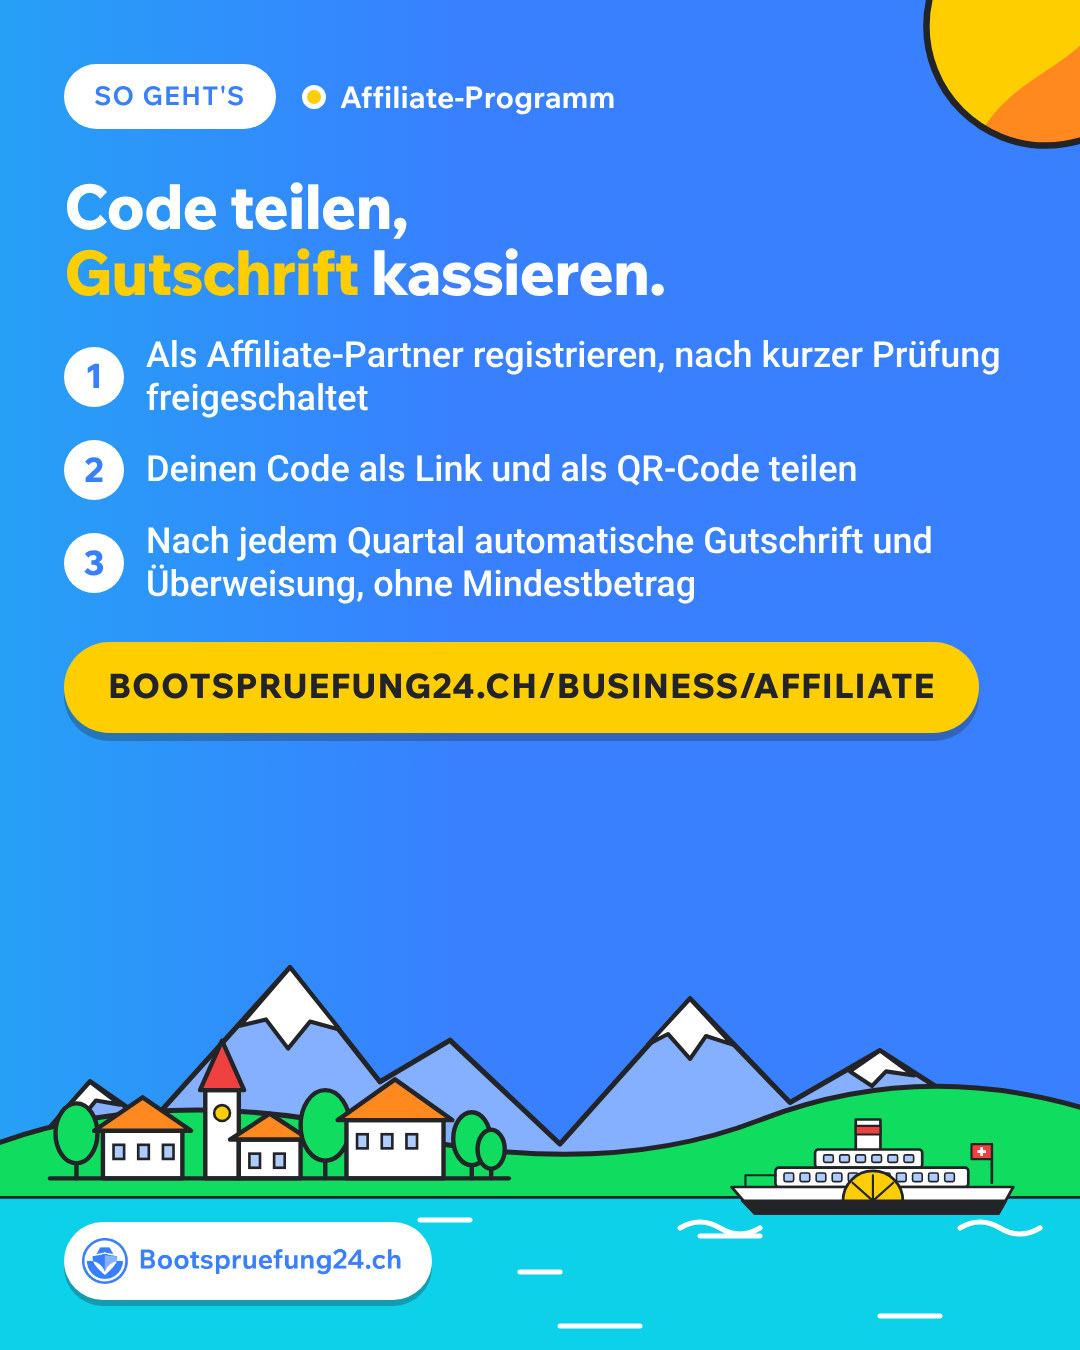 SO GEHT'S
Affiliate-Programm
Code teilen,
Gutschrift kassieren.
1
Als Affiliate-Partner registrieren, nach kurzer Prüfung
freigeschaltet
2
Deinen Code als Link und als QR-Code teilen
3
Nach jedem Quartal automatische Gutschrift und
Überweisung, ohne Mindestbetrag
BOOTSPRUEFUNG24.CH/BUSINESS/AFFILIATE
Bootspruefung24.ch